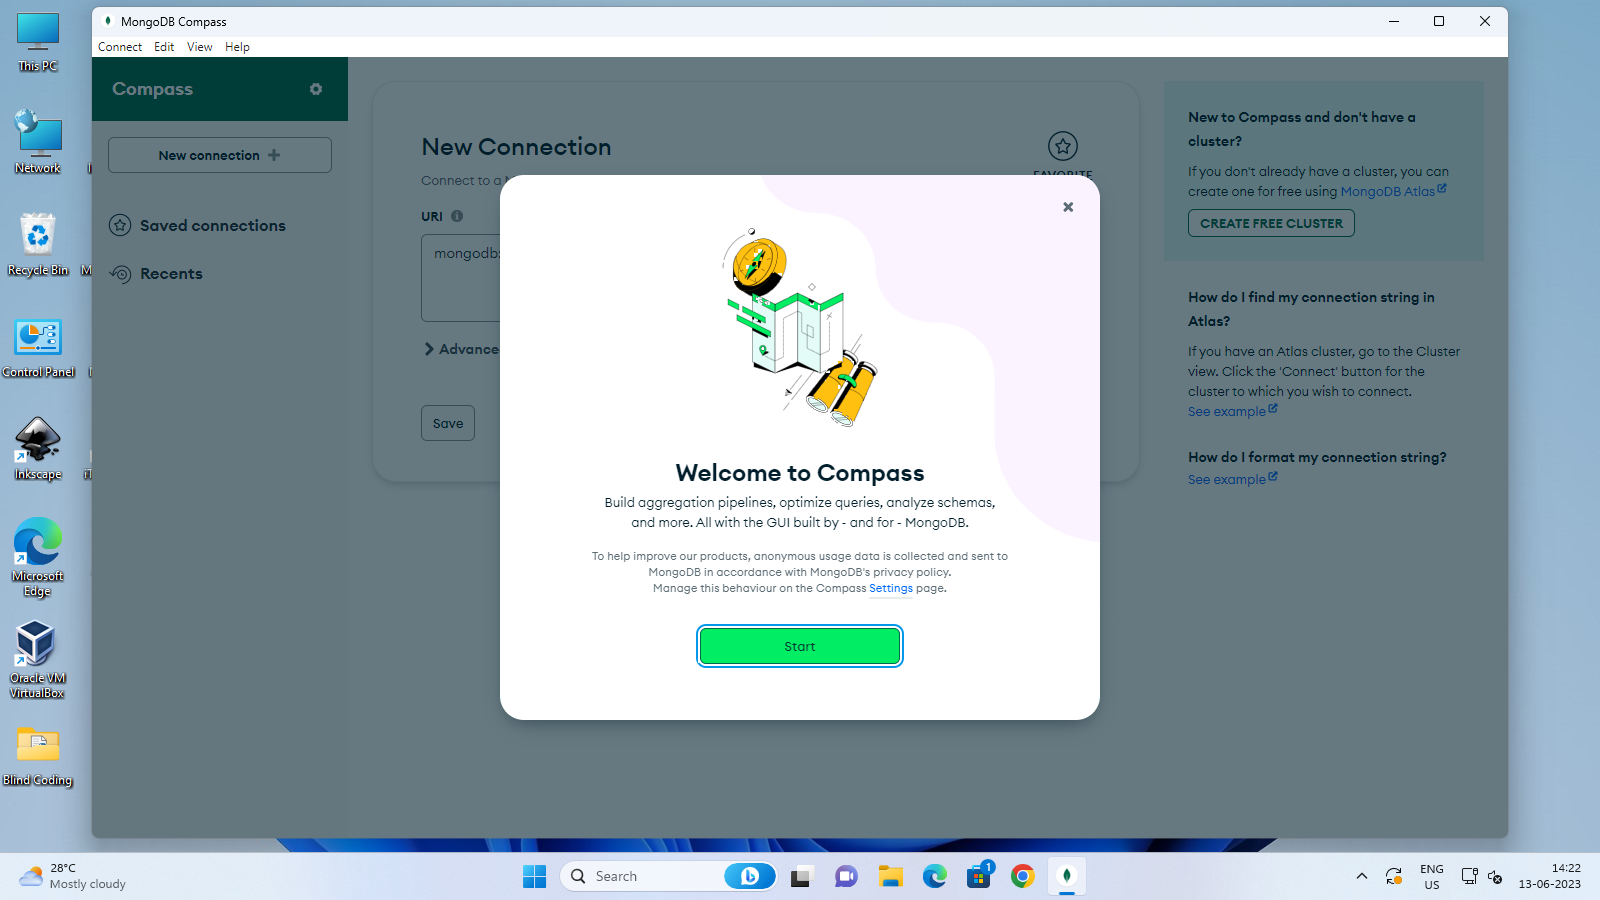 This PC
Network
Recycle Bin
Control Panel
Inkscape
Microsoft
Edge
Oracle VM
VirtualBox
Blind Coding
MongoDB Compass
Connect Edit View Help
Compass
New connection
Saved connections
Recents
New Connection
Connect to a
FAVORITE
URI
mongodb:
Advance
Save
New to Compass and don't have a
cluster?
If you don't already have a cluster, you can
create one for free using MongoDB Atlas
CREATE FREE CLUSTER
How do I find my connection string in
Atlas?
If you have an Atlas cluster, go to the Cluster
view. Click the 'Connect' button for the
cluster to which you wish to connect.
See example
How do I format my connection string?
See example
Welcome to Compass
Build aggregation pipelines, optimize queries, analyze schemas,
and more. All with the GUI built by - and for - MongoDB.
To help improve our products, anonymous usage data is collected and sent to
MongoDB in accordance with MongoDB's privacy policy.
Manage this behaviour on the Compass Settings page.
Start
28°C
Mostly cloudy
Search
1
ENG
US
14:22
13-06-2023